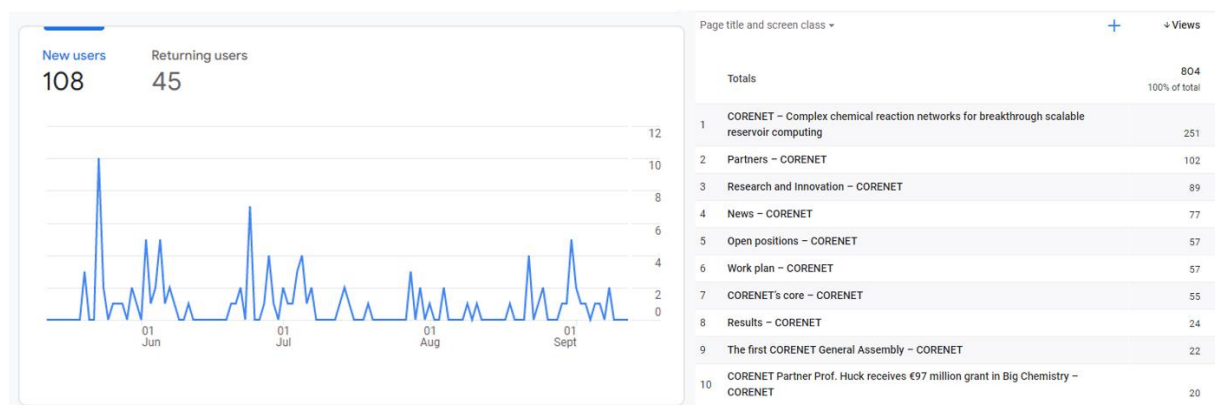 New users
Returning users
108
45
12
10
8
6
4
2
0
01
Jun
01
Jul
01
Aug
01
Sept
Page title and screen class
+
↓ Views
Totals
804
100% of total
1
CORENET – Complex chemical reaction networks for breakthrough scalable
reservoir computing
251
2 Partners – CORENET 102
3 Research and Innovation – CORENET 89
4 News – CORENET 77
5 Open positions – CORENET 57
6 Work plan – CORENET 57
7 CORENET's core – CORENET 55
8 Results – CORENET 24
9 The first CORENET General Assembly – CORENET 22
10
CORENET Partner Prof. Huck receives €97 million grant in Big Chemistry –
CORENET
20